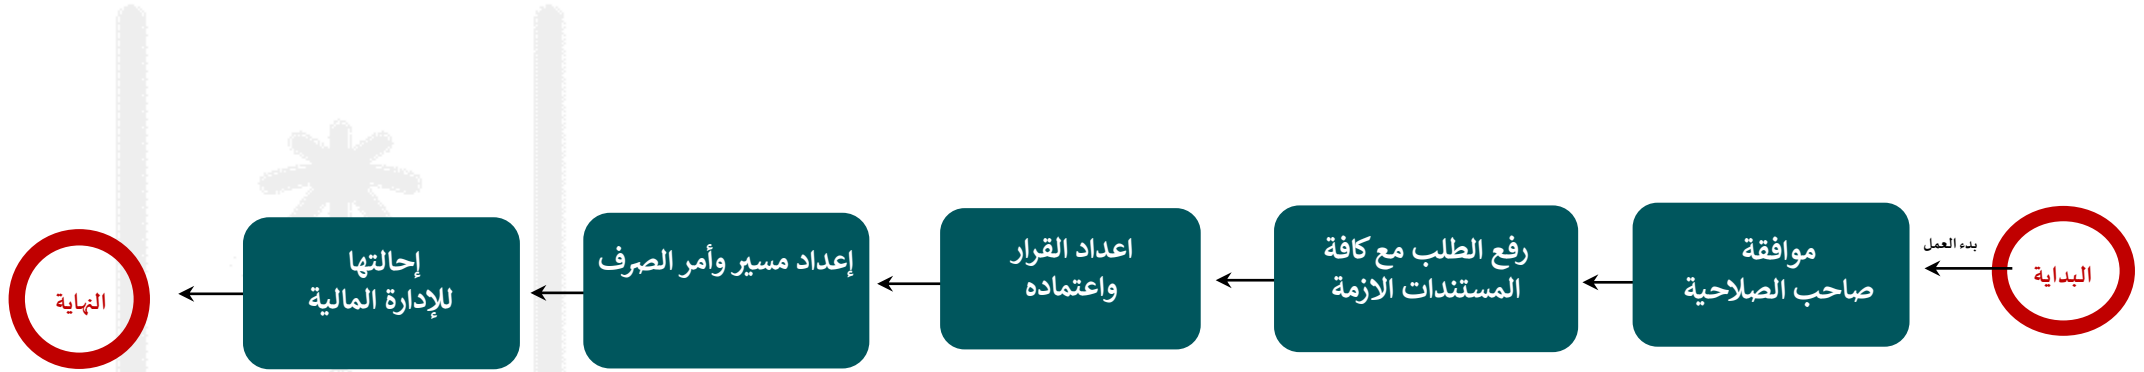 البداية
بدء العمل
موافقة
صاحب الصلاحية
رفع الطلب مع كافة
المستندات الازمة
اعداد القرار
واعتماده
إعداد مسير وأمر الصرف
إحالتها
للإدارة المالية
النهاية